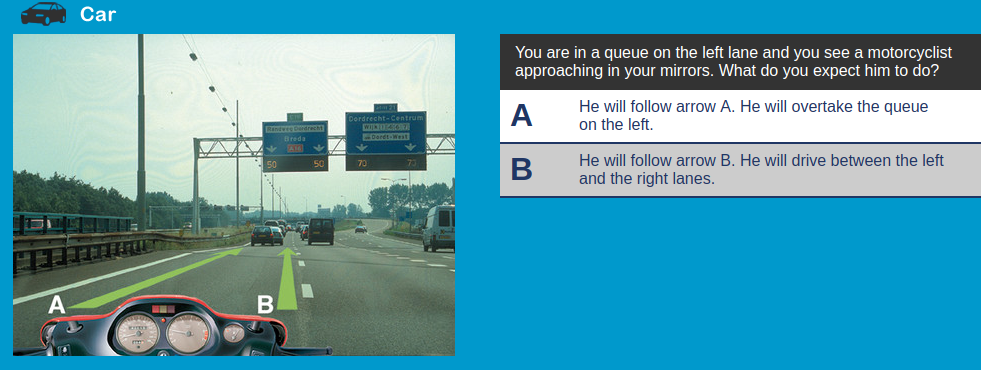 Car
You are in a queue on the left lane and you see a motorcyclist
approaching in your mirrors. What do you expect him to do?
A
He will follow arrow A. He will overtake the queue
on the left.
B
He will follow arrow B. He will drive between the left
and the right lanes.
Breda
50 50
Dordrecht-Centrum
Dordt-West
70 70
A B